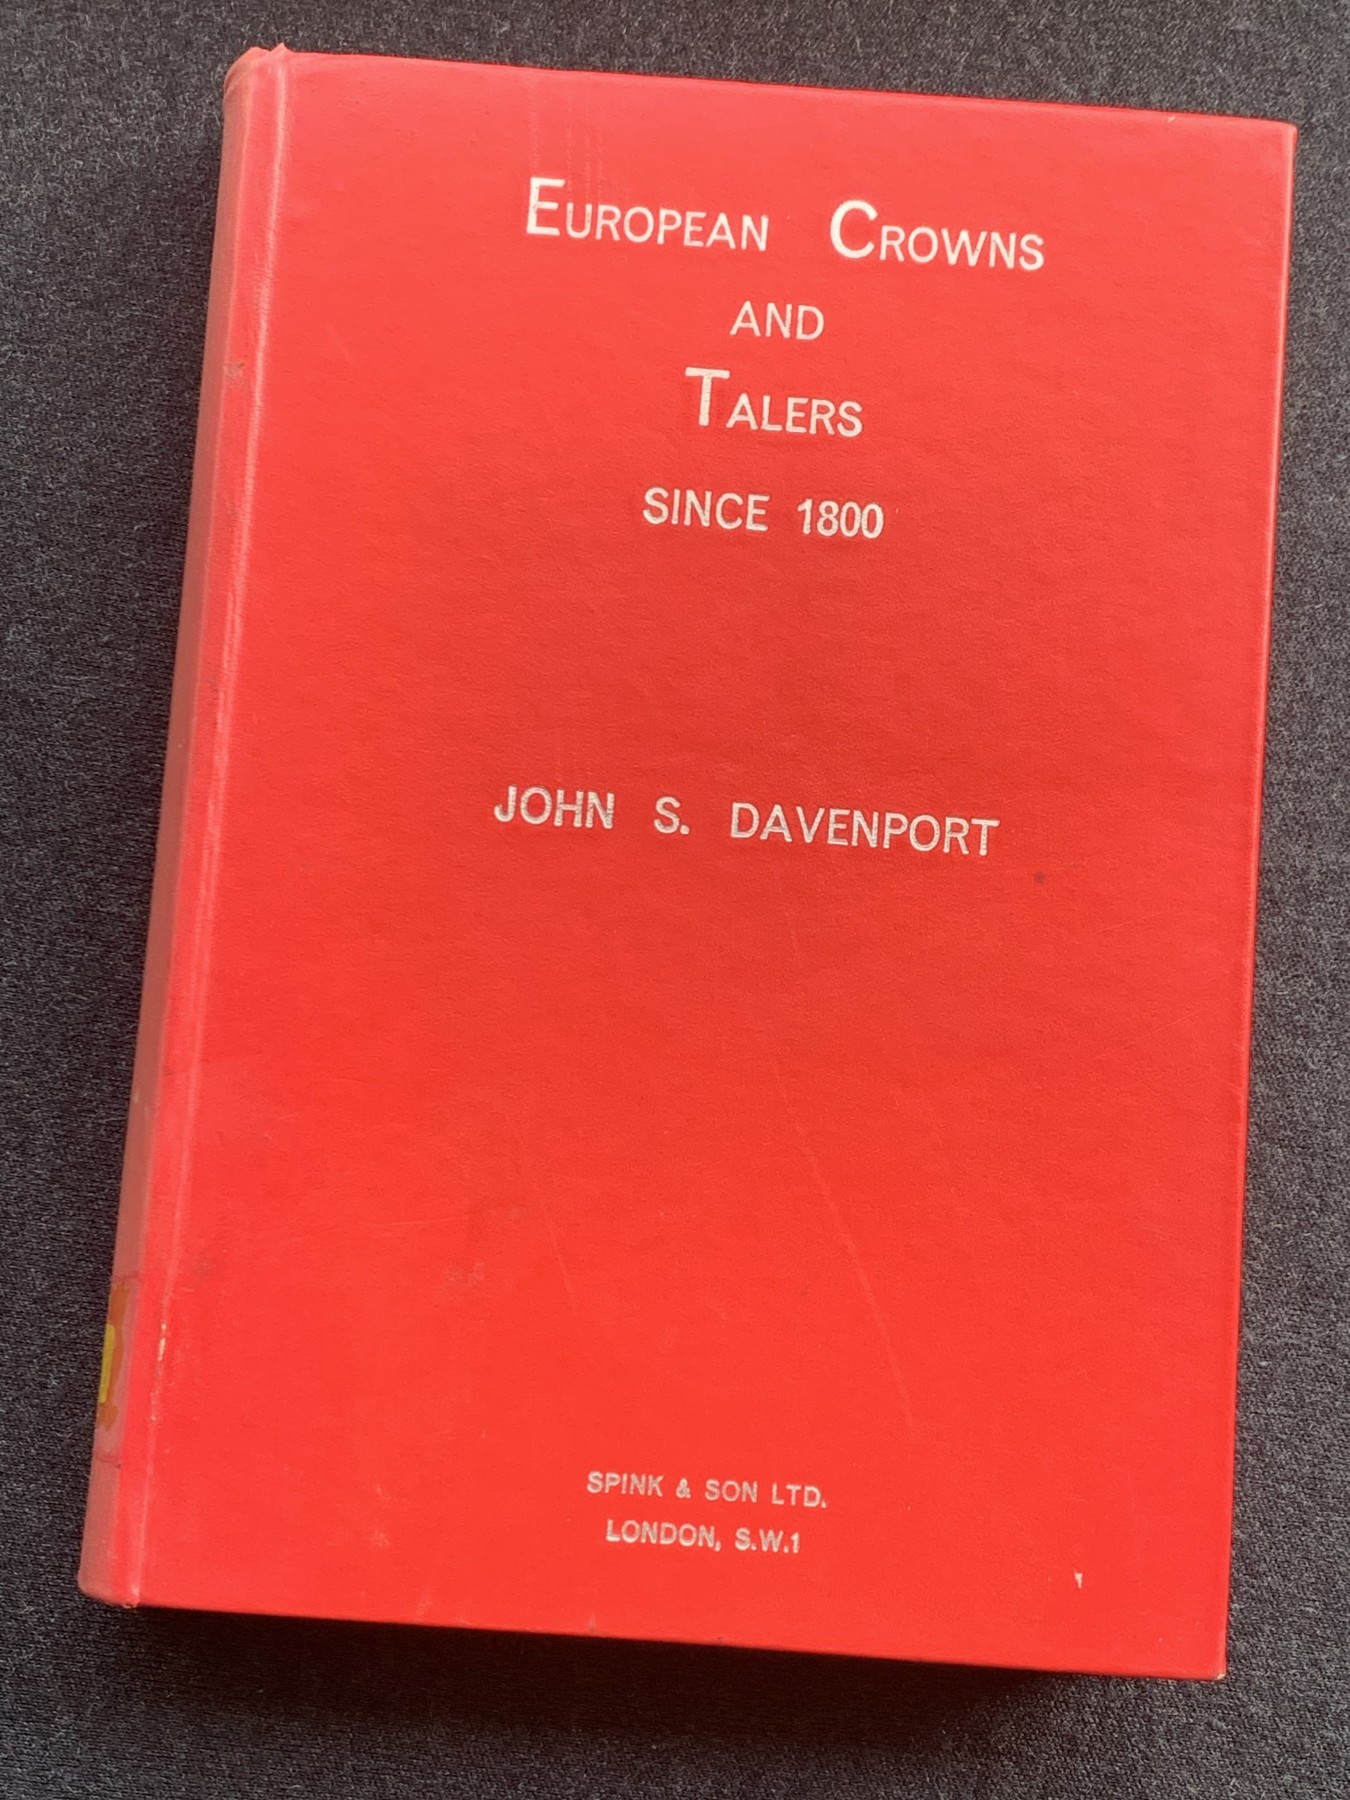 EUROPEAN CROWNS
AND
TALERS
SINCE 1800
JOHN S. DAVENPORT
SPINK & SON LTD.
LONDON, S.W.1